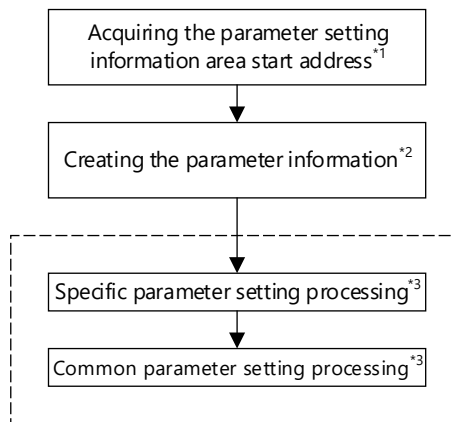 Acquiring the parameter setting
information area start address*1
Creating the parameter information*2
Specific parameter setting processing*3
Common parameter setting processing*3